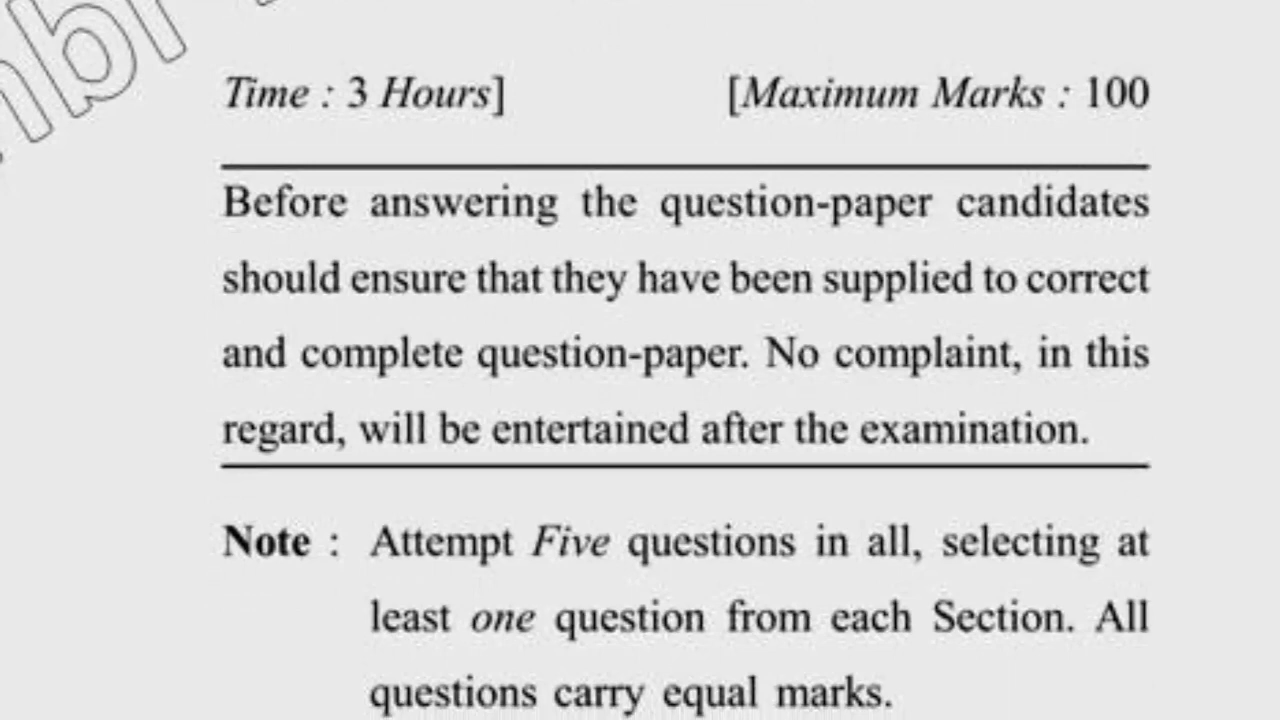 Time : 3 Hours] [Maximum Marks : 100
Before answering the question-paper candidates
should ensure that they have been supplied to correct
and complete question-paper. No complaint, in this
regard, will be entertained after the examination.
Note : Attempt Five questions in all, selecting at
least one question from each Section. All
questions carry equal marks.